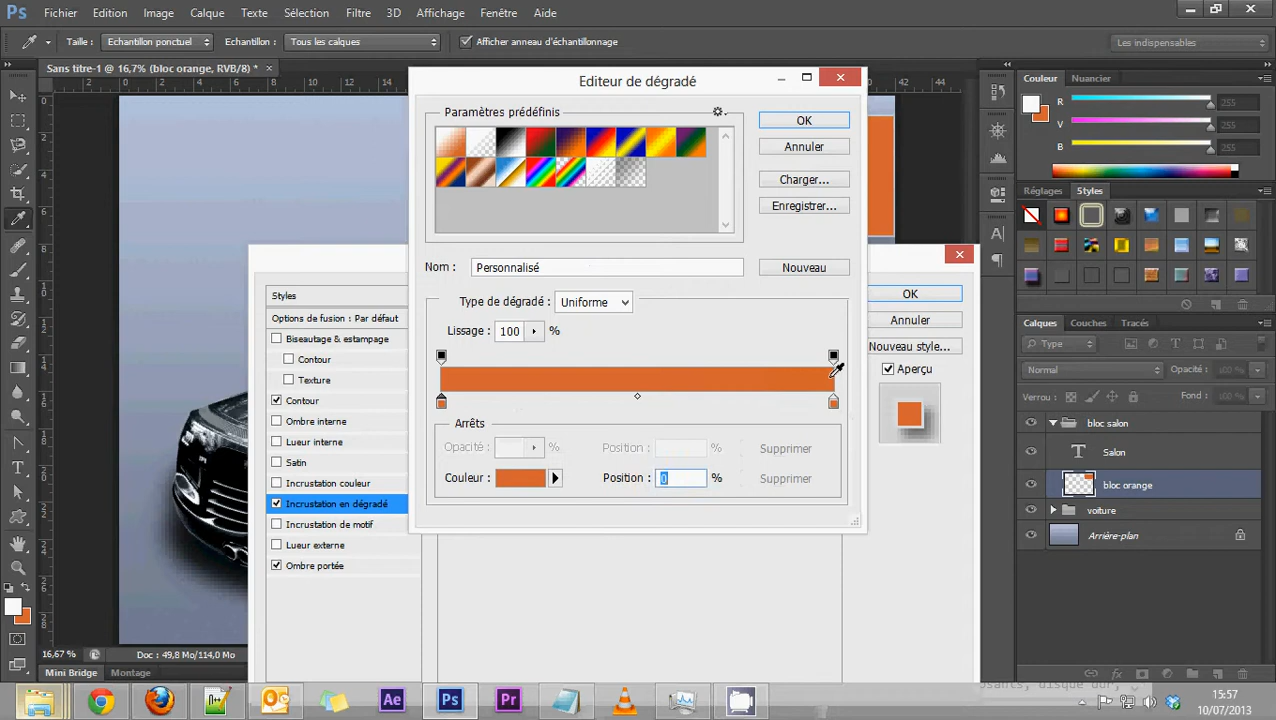 Ps Fichier Edition Image Calque Texte Sélection Filtre 3D Affichage Fenêtre Aide
Taille : Echantillon ponctuel Echantillon : Tous les calques Afficher anneau d'échantillonnage Les indispensables
Sans titre-1 @ 16,7% (bloc orange, RVB/8) * ×
Editeur de dégradé
Couleur Nuancier
R 255
V 255
B 255
Paramètres prédéfinis
OK
Annuler
Charger...
Enregistrer...
Nom : Personnalisé Nouveau
Type de dégradé : Uniforme
Lissage : 100 %
Arrêts
Opacité : % Position : % Supprimer
Couleur : Position : 0 % Supprimer
Réglages Styles
Styles
Options de fusion : Par défaut
Biseautage & estampage
Contour
Texture
Contour
Ombre interne
Lueur interne
Satin
Incrustation couleur
Incrustation en dégradé
Incrustation de motif
Lueur externe
Ombre portée
OK
Annuler
Nouveau style...
Aperçu
Calques Couches Tracés
Type
Normal Opacité :
Verrou : Fond :
bloc salon
T Salon
bloc orange
voiture
Arrière-plan
16,67 % Doc : 49,8 Mo/114,0 Mo
Mini Bridge Montage
osants, disque dur,
Ae Ps Pr
15:57
10/07/2013